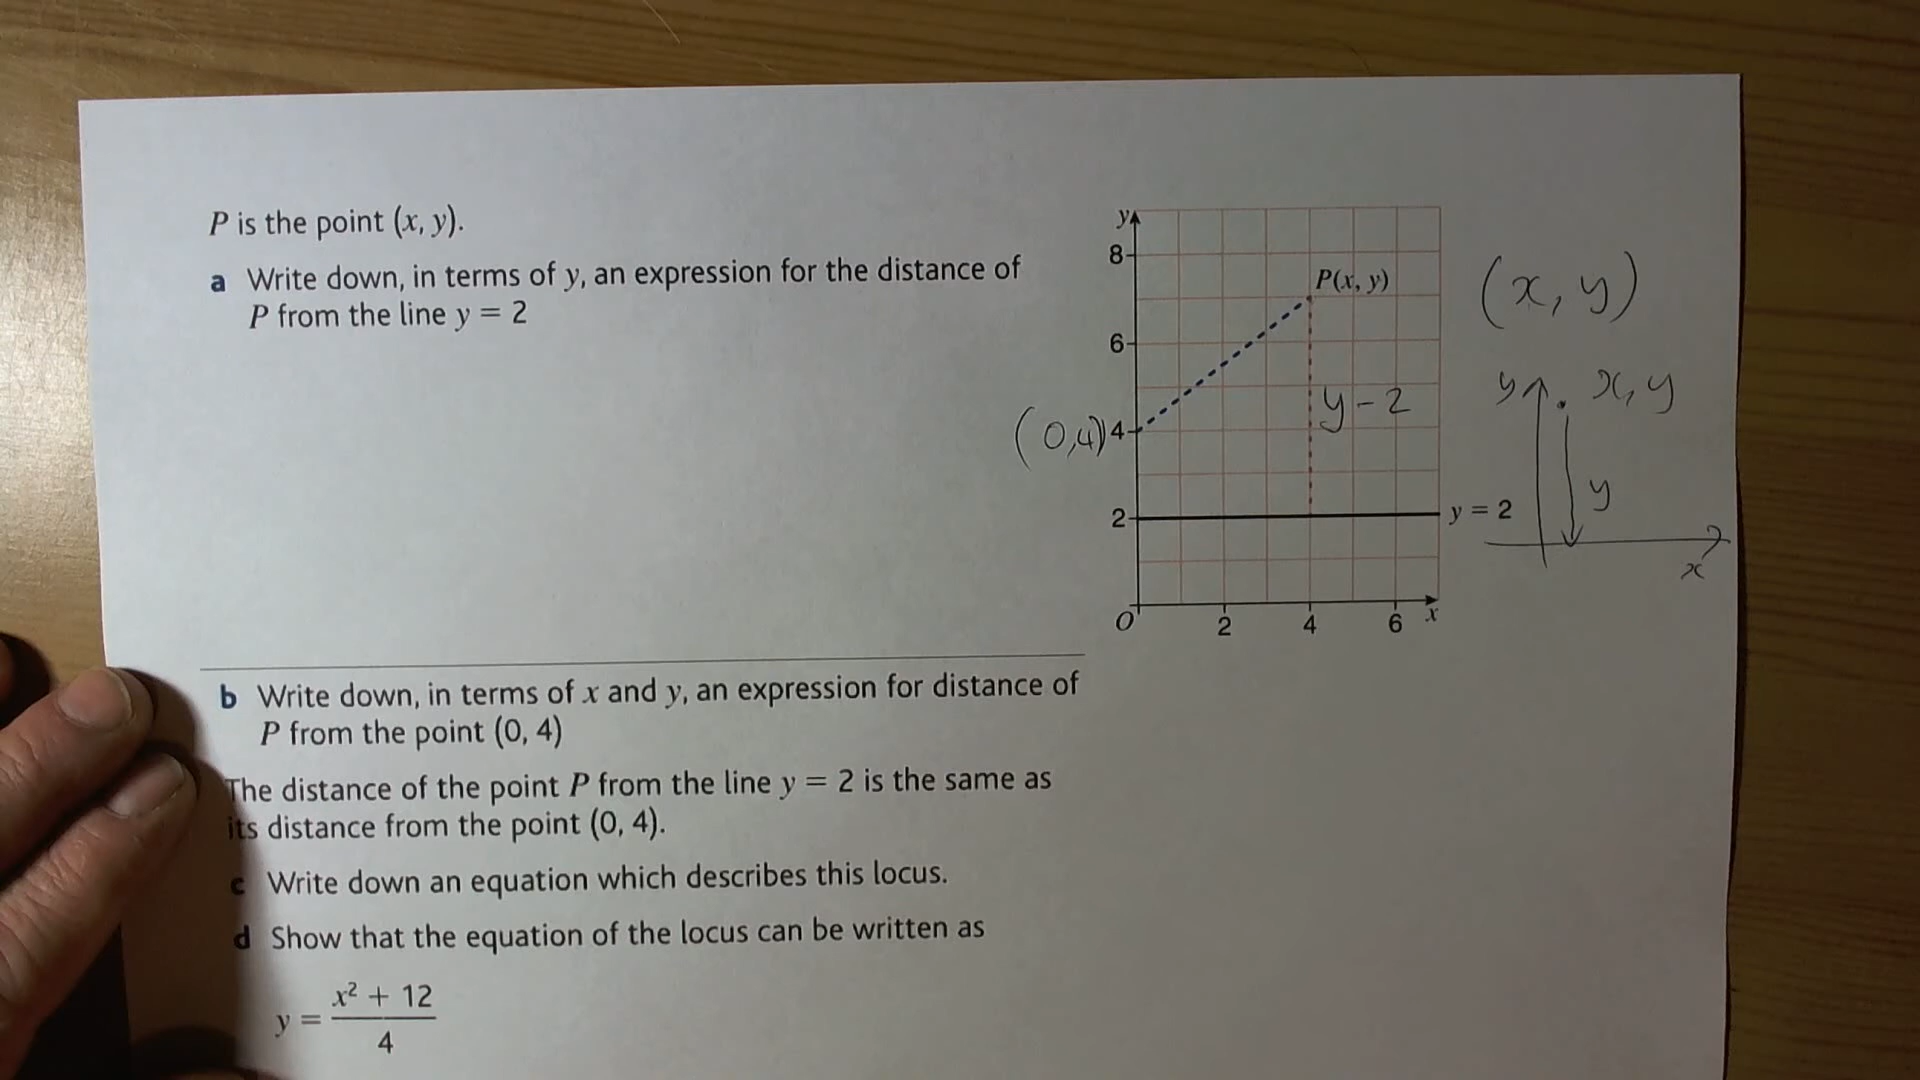 P is the point (x, y).
a Write down, in terms of y, an expression for the distance of
P from the line y = 2
y
8
P(x, y)
(x, y)
6
y
x, y
y - 2
(0,4)
4
y
2
y = 2
x
O
2
4
6
x
b Write down, in terms of x and y, an expression for distance of
P from the point (0, 4)
The distance of the point P from the line y = 2 is the same as
its distance from the point (0, 4).
c Write down an equation which describes this locus.
d Show that the equation of the locus can be written as
y = x² + 12
4